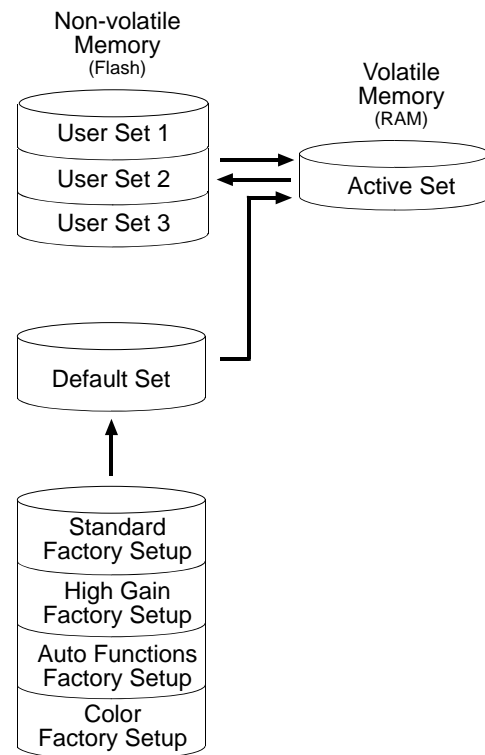 Non-volatile
Memory
(Flash)
User Set 1
User Set 2
User Set 3
Volatile
Memory
(RAM)
Active Set
Default Set
Standard
Factory Setup
High Gain
Factory Setup
Auto Functions
Factory Setup
Color
Factory Setup